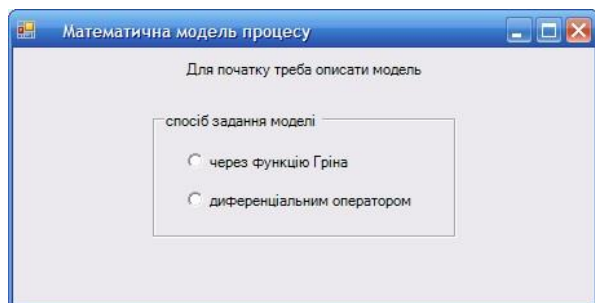 Математична модель процесу
Для початку треба описати модель
спосіб задання моделі
через функцію Гріна
диференціальним оператором